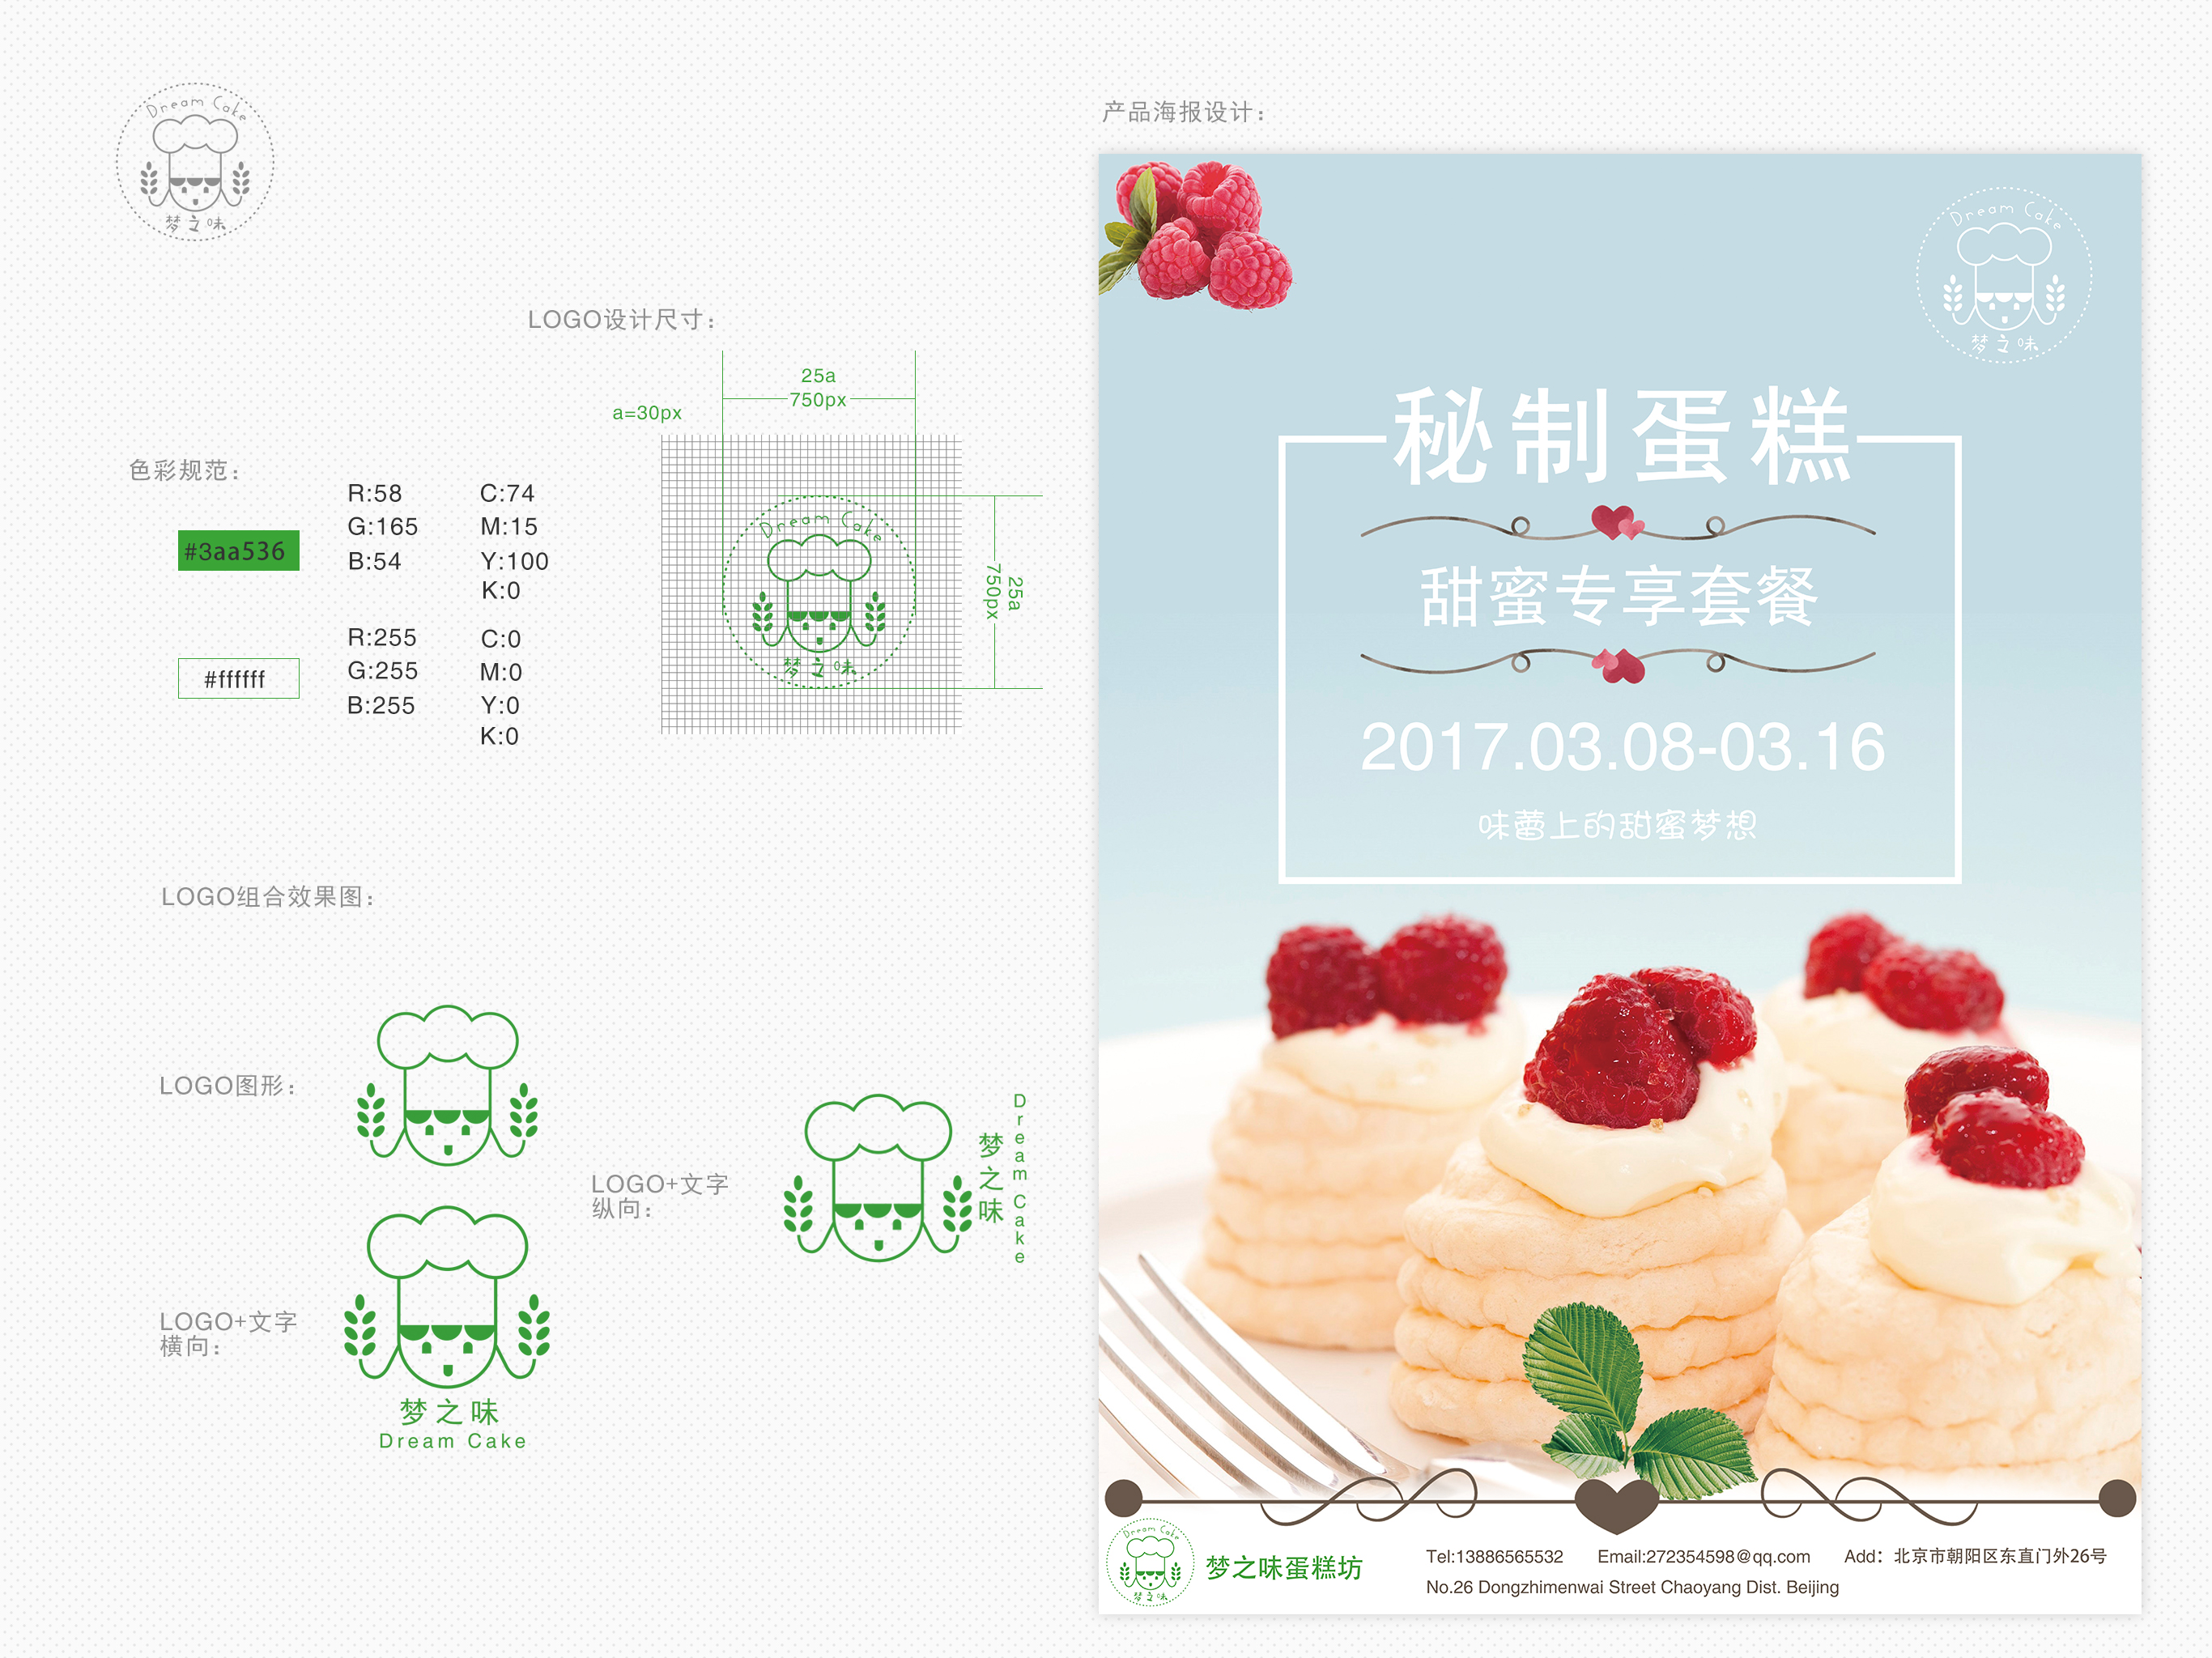 Dream Cake
梦之味
LOGO设计尺寸：
25a
750px
a=30px
25a
750px
Dream Cake
梦之味
色彩规范：
#3aa536
R:58
G:165
B:54
C:74
M:15
Y:100
K:0
#ffffff
R:255
G:255
B:255
C:0
M:0
Y:0
K:0
LOGO组合效果图：
LOGO图形：
LOGO+文字
纵向：
梦之味
Dream Cake
LOGO+文字
横向：
梦之味
Dream Cake
产品海报设计：
Dream Cake
梦之味
秘制蛋糕
甜蜜专享套餐
2017.03.08-03.16
味蕾上的甜蜜梦想
Dream Cake
梦之味
梦之味蛋糕坊
Tel:13886565532 Email:272354598@qq.com Add：北京市朝阳区东直门外26号
No.26 Dongzhimenwai Street Chaoyang Dist. Beijing